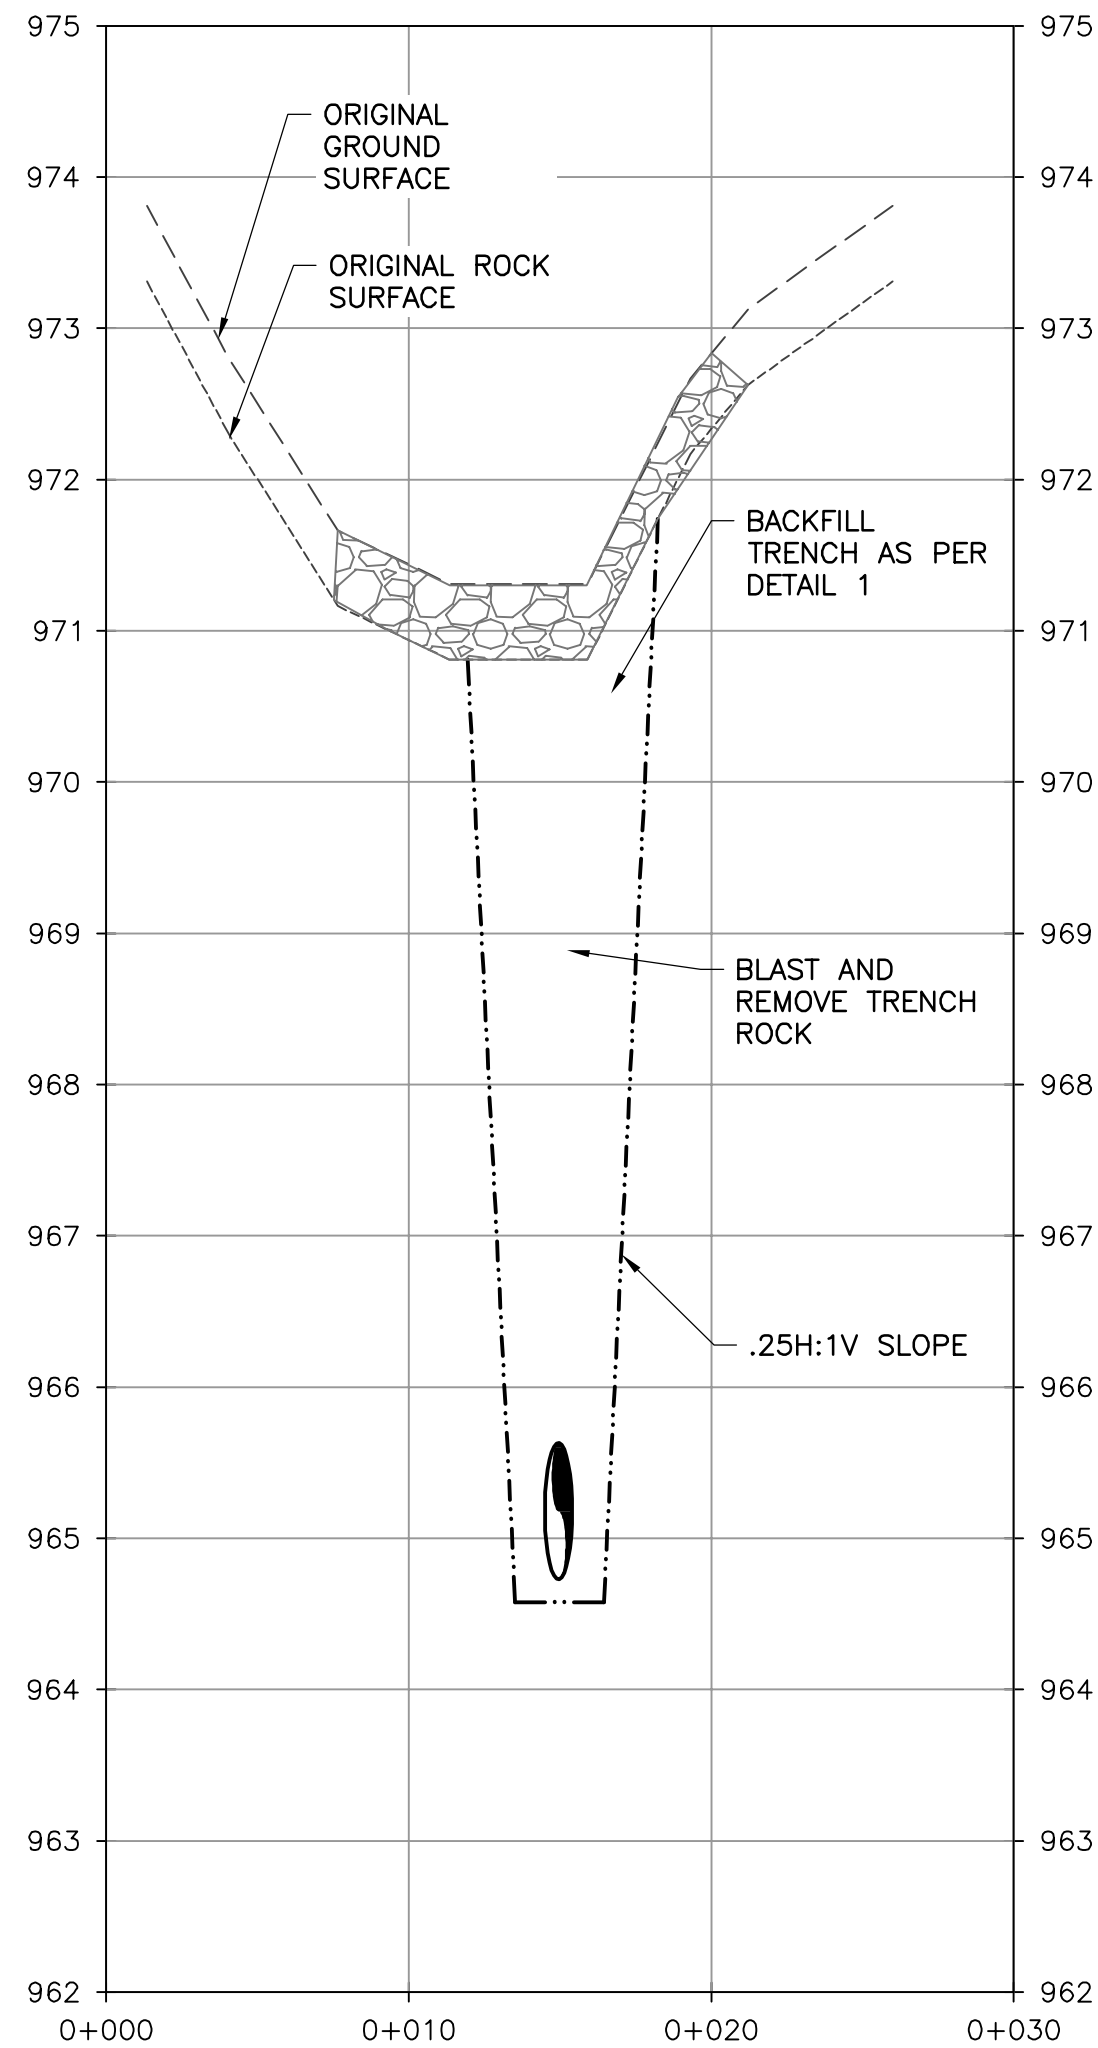 975
975
ORIGINAL
GROUND
SURFACE
974
974
ORIGINAL ROCK
SURFACE
973
973
972
972
BACKFILL
TRENCH AS PER
DETAIL 1
971
971
970
970
969
969
BLAST AND
REMOVE TRENCH
ROCK
968
968
967
967
.25H:1V SLOPE
966
966
965
965
964
964
963
963
962
962
0+000
0+010
0+020
0+030